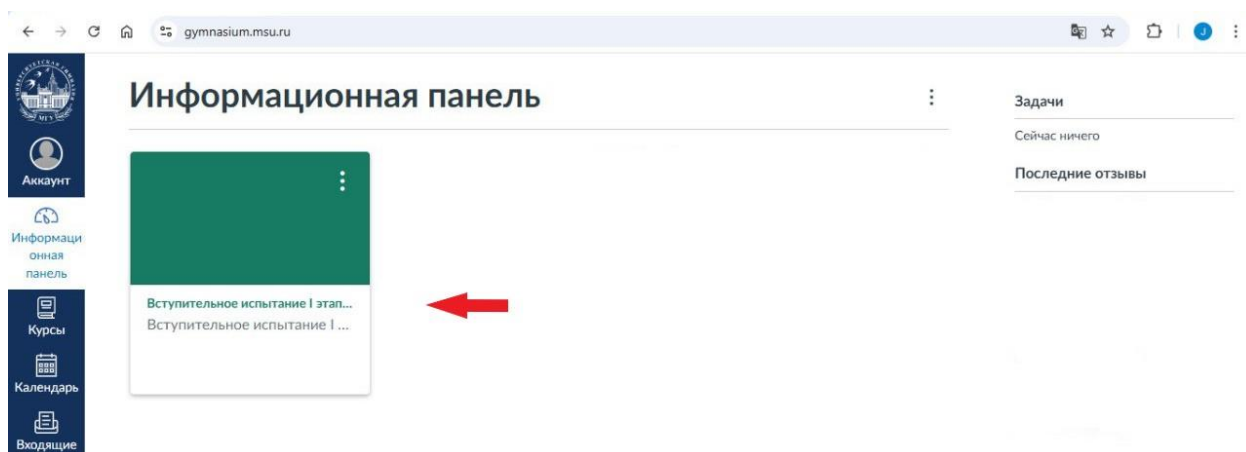 gymnasium.msu.ru
J
Информационная панель
Задачи
Сейчас ничего
Последние отзывы
Аккаунт
Информаци
онная
панель
Курсы
Календарь
Входящие
Вступительное испытание I этап...
Вступительное испытание I ...